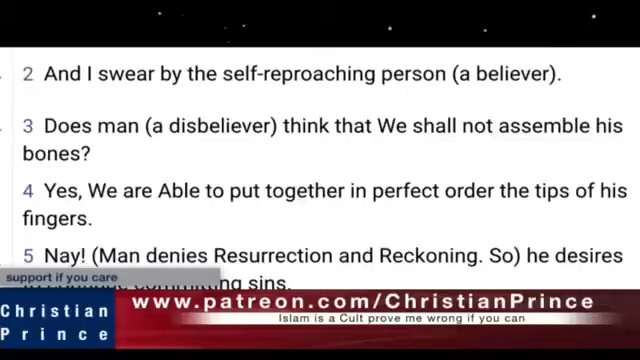 2 And I swear by the self-reproaching person (a believer).
3 Does man (a disbeliever) think that We shall not assemble his
bones?
4 Yes, We are Able to put together in perfect order the tips of his
fingers.
5 Nay! (Man denies Resurrection and Reckoning. So) he desires
sins.
support if you care
Christian
Prince
www.patreon.com/ChristianPrince
Islam is a Cult prove me wrong if you can